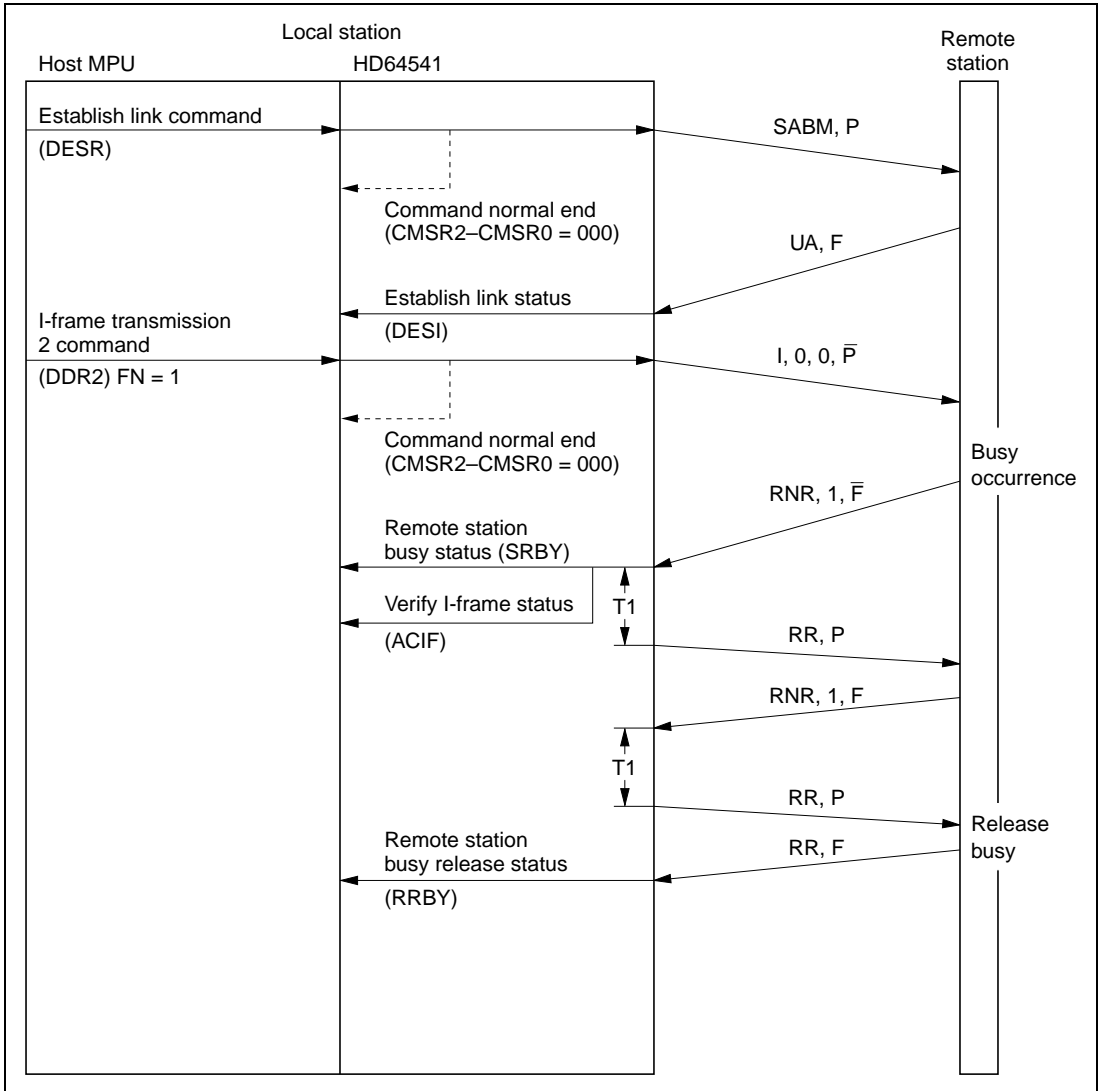 Local station
Remote
station
Host MPU
HD64541
Establish link command
(DESR)
SABM, P
Command normal end
(CMSR2–CMSR0 = 000)
UA, F
Establish link status
(DESI)
I-frame transmission
2 command
(DDR2) FN = 1
I, 0, 0, P̅
Command normal end
(CMSR2–CMSR0 = 000)
Busy
occurrence
RNR, 1, F̅
Remote station
busy status (SRBY)
T1
Verify I-frame status
(ACIF)
RR, P
RNR, 1, F
T1
RR, P
Release
busy
Remote station
busy release status
(RRBY)
RR, F